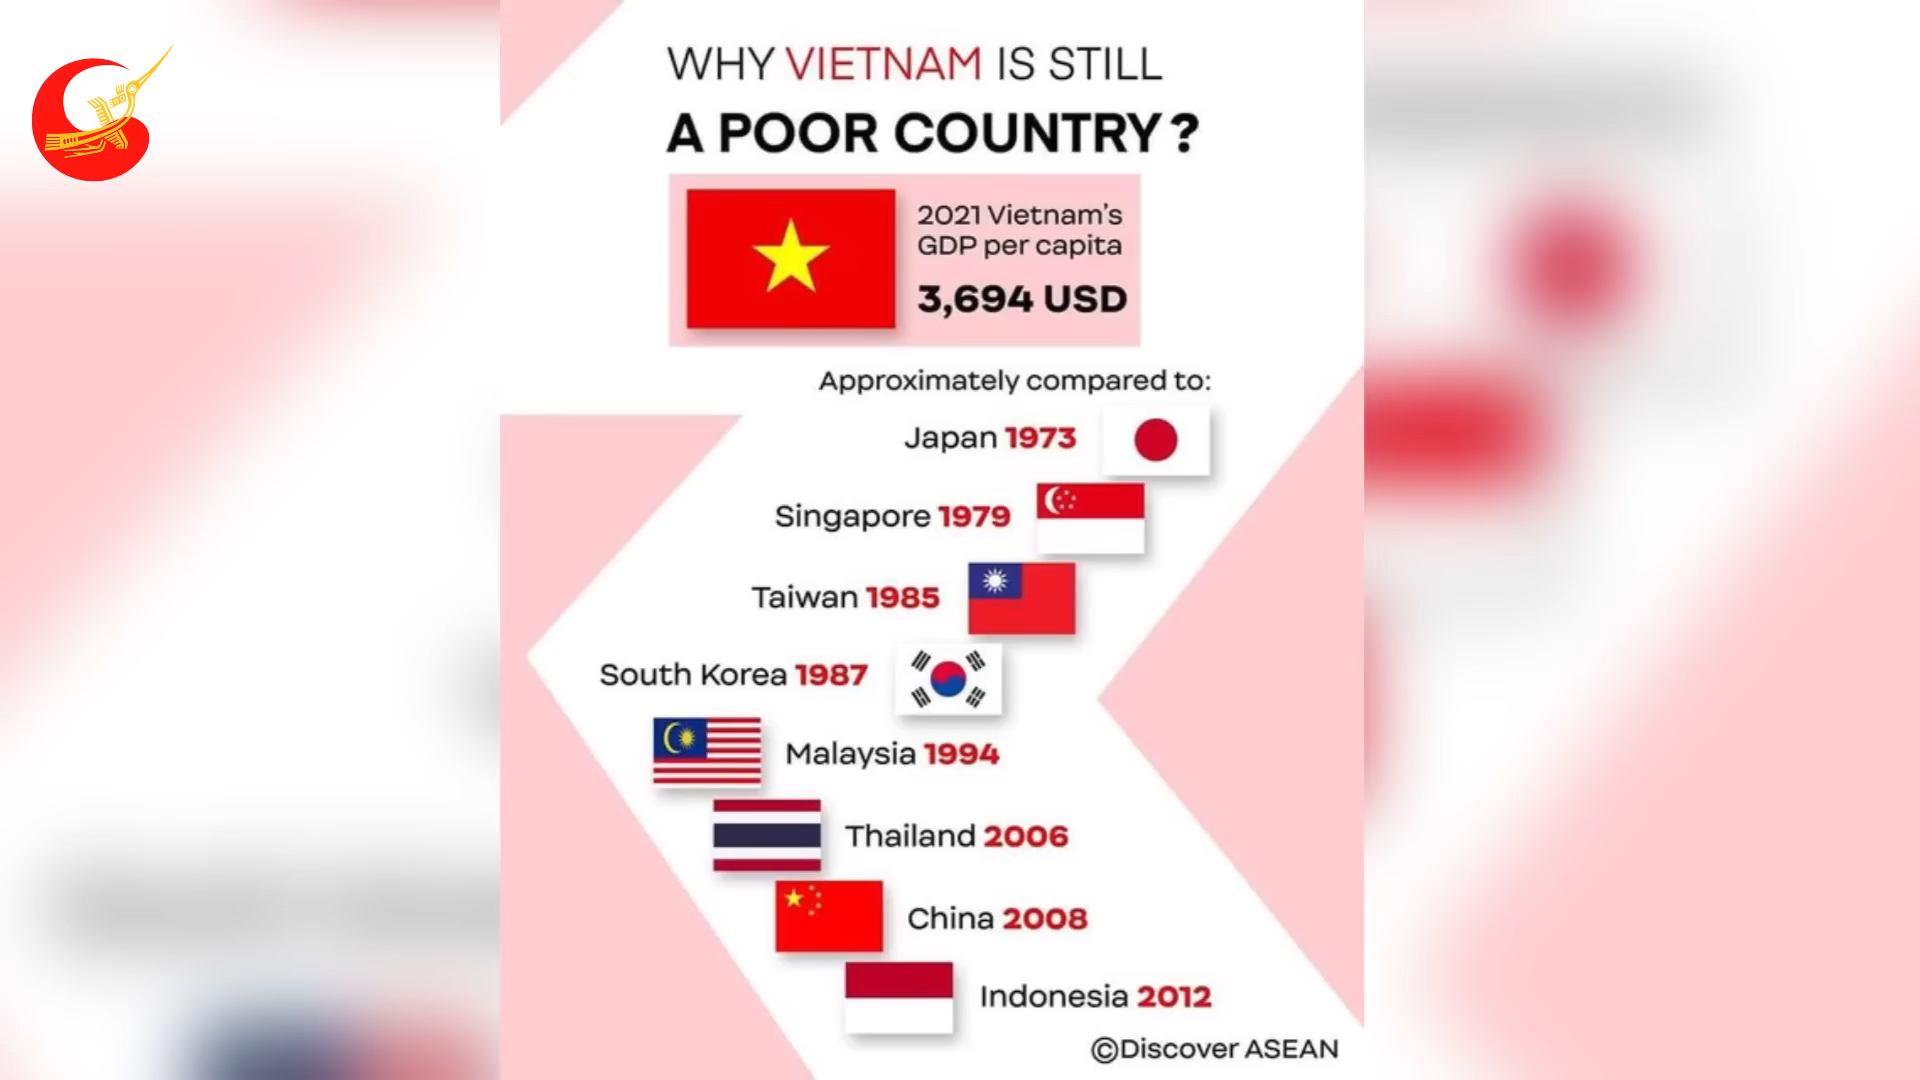 WHY VIETNAM IS STILL
A POOR COUNTRY?
2021 Vietnam's
GDP per capita
3,694 USD
Approximately compared to:
Japan 1973
Singapore 1979
Taiwan 1985
South Korea 1987
Malaysia 1994
Thailand 2006
China 2008
Indonesia 2012
©Discover ASEAN